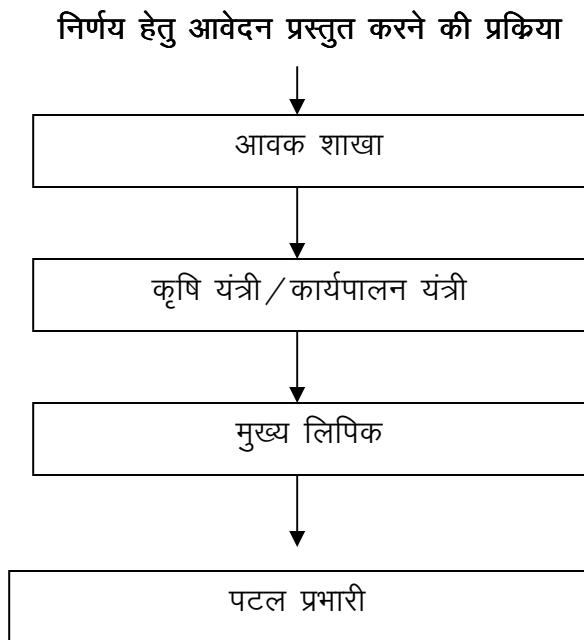 निर्णय हेतु आवेदन प्रस्तुत करने की प्रक्रिया
आवक शाखा
कृषि यंत्री/कार्यपालन यंत्री
मुख्य लिपिक
पटल प्रभारी